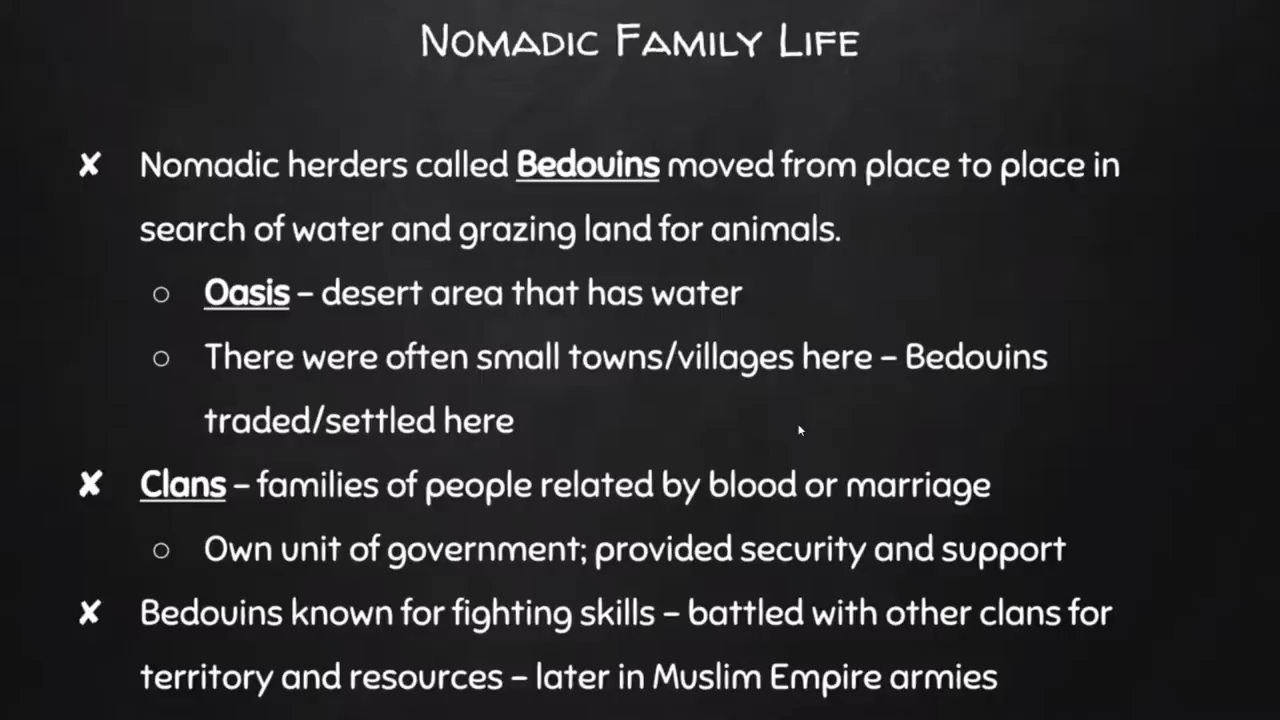 Nomadic Family Life
✘ Nomadic herders called Bedouins moved from place to place in
search of water and grazing land for animals.
○ Oasis – desert area that has water
○ There were often small towns/villages here – Bedouins
traded/settled here
✘ Clans – families of people related by blood or marriage
○ Own unit of government; provided security and support
✘ Bedouins known for fighting skills – battled with other clans for
territory and resources – later in Muslim Empire armies